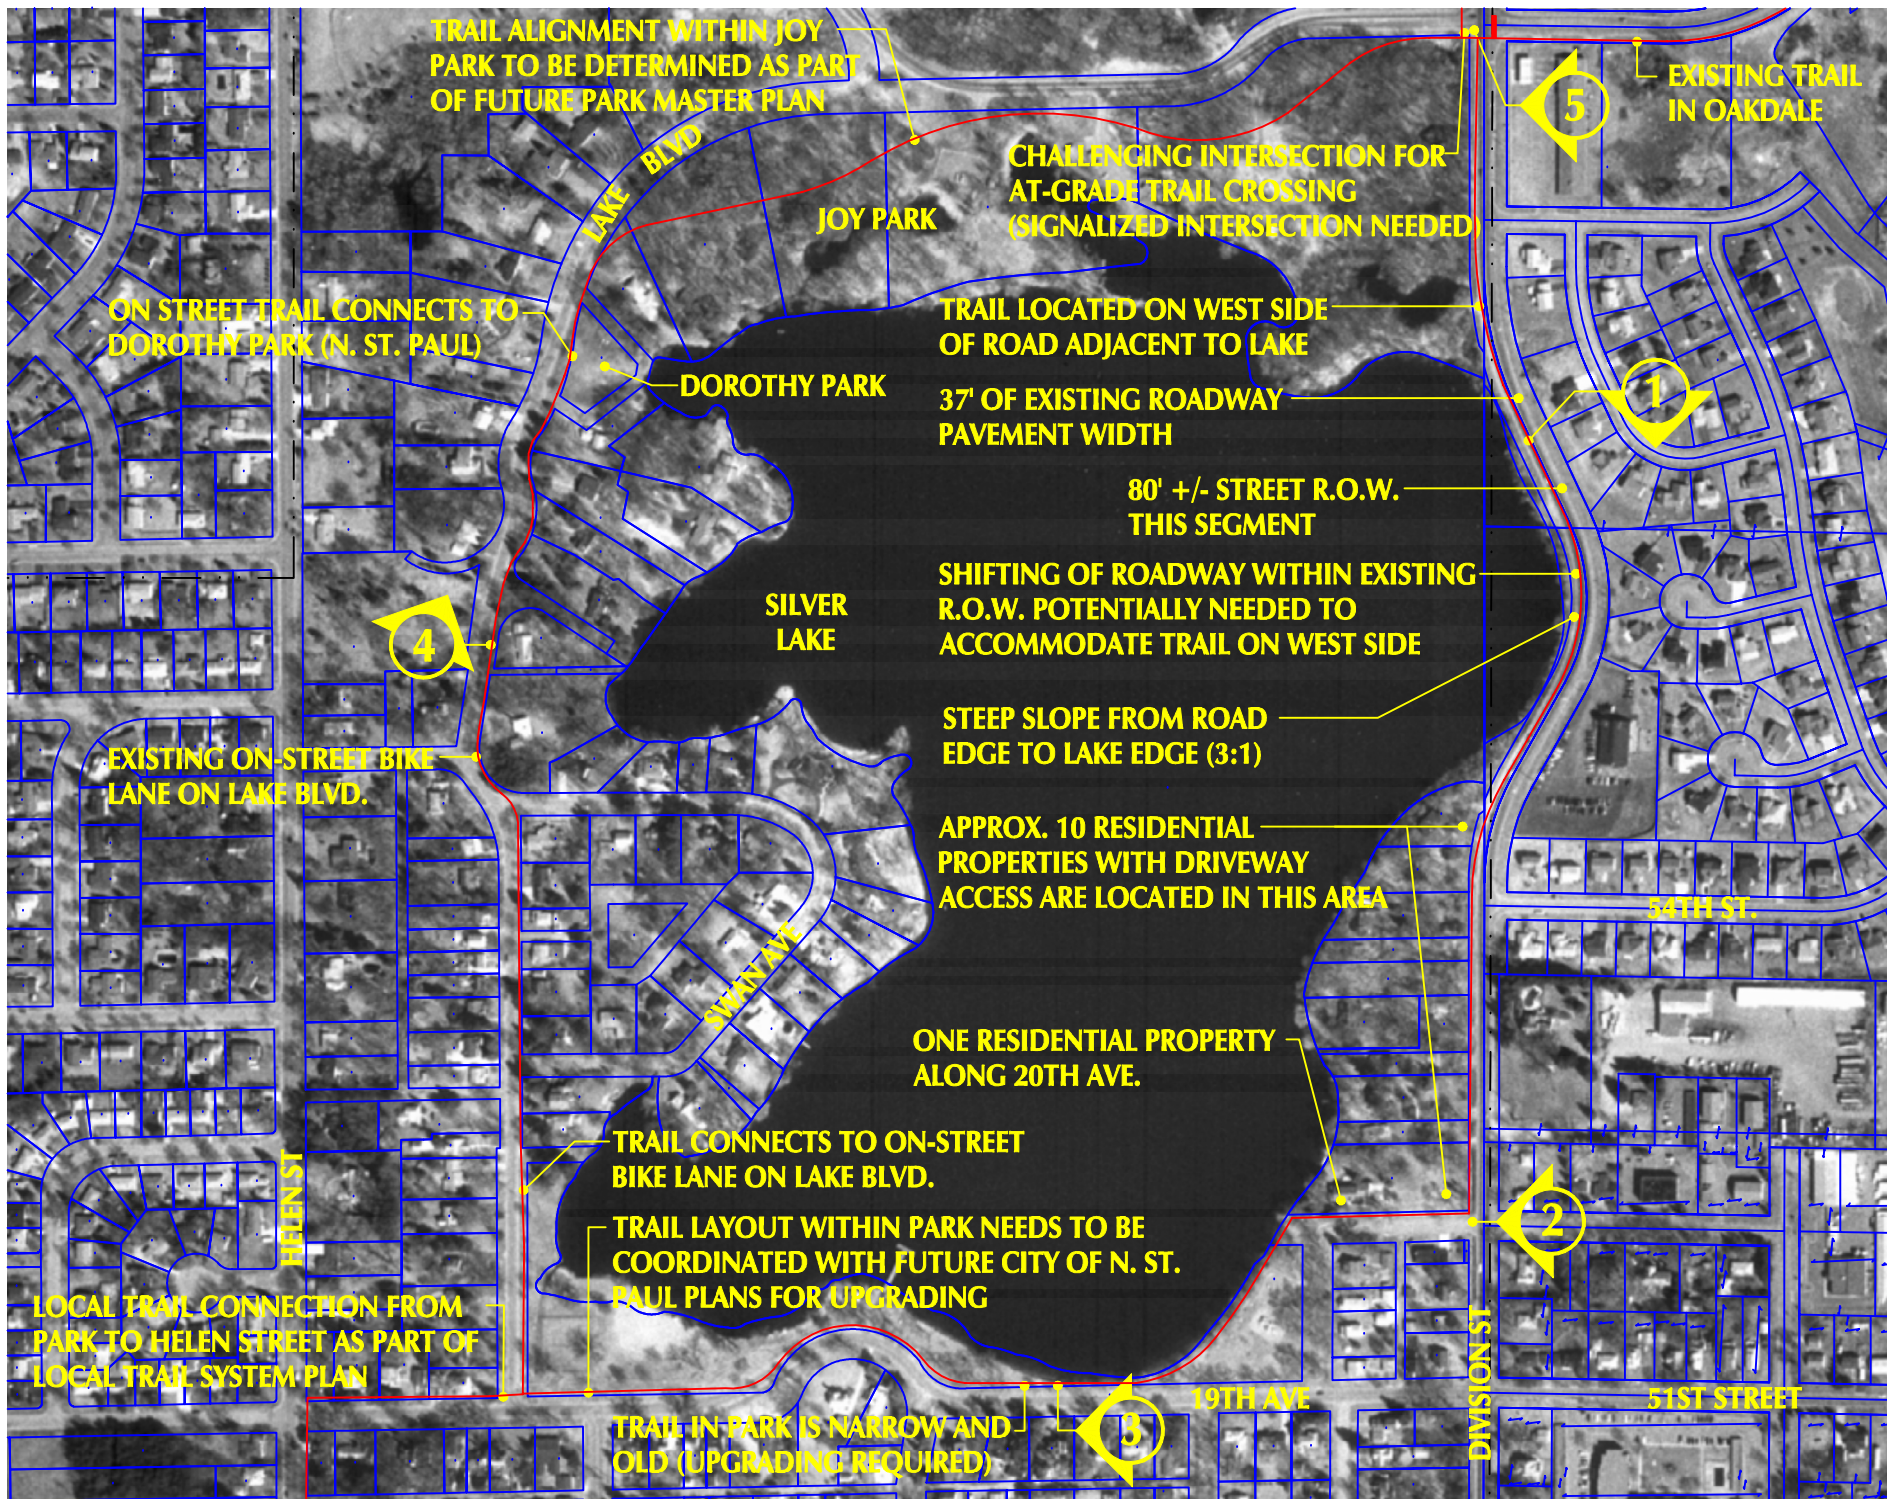 TRAIL ALIGNMENT WITHIN JOY
PARK TO BE DETERMINED AS PART
OF FUTURE PARK MASTER PLAN
5
EXISTING TRAIL
IN OAKDALE
LAKE BLVD
CHALLENGING INTERSECTION FOR
AT-GRADE TRAIL CROSSING
(SIGNALIZED INTERSECTION NEEDED)
JOY PARK
ON STREET TRAIL CONNECTS TO
DOROTHY PARK (N. ST. PAUL)
TRAIL LOCATED ON WEST SIDE
OF ROAD ADJACENT TO LAKE
DOROTHY PARK
37' OF EXISTING ROADWAY
PAVEMENT WIDTH
1
80' +/- STREET R.O.W.
THIS SEGMENT
SHIFTING OF ROADWAY WITHIN EXISTING
R.O.W. POTENTIALLY NEEDED TO
ACCOMMODATE TRAIL ON WEST SIDE
SILVER
LAKE
4
STEEP SLOPE FROM ROAD
EDGE TO LAKE EDGE (3:1)
EXISTING ON-STREET BIKE
LANE ON LAKE BLVD.
APPROX. 10 RESIDENTIAL
PROPERTIES WITH DRIVEWAY
ACCESS ARE LOCATED IN THIS AREA
54TH ST.
SWAN AVE
ONE RESIDENTIAL PROPERTY
ALONG 20TH AVE.
TRAIL CONNECTS TO ON-STREET
BIKE LANE ON LAKE BLVD.
HELEN ST
2
TRAIL LAYOUT WITHIN PARK NEEDS TO BE
COORDINATED WITH FUTURE CITY OF N. ST.
PAUL PLANS FOR UPGRADING
LOCAL TRAIL CONNECTION FROM
PARK TO HELEN STREET AS PART OF
LOCAL TRAIL SYSTEM PLAN
DIVISION ST
19TH AVE
51ST STREET
TRAIL IN PARK IS NARROW AND
OLD (UPGRADING REQUIRED)
3